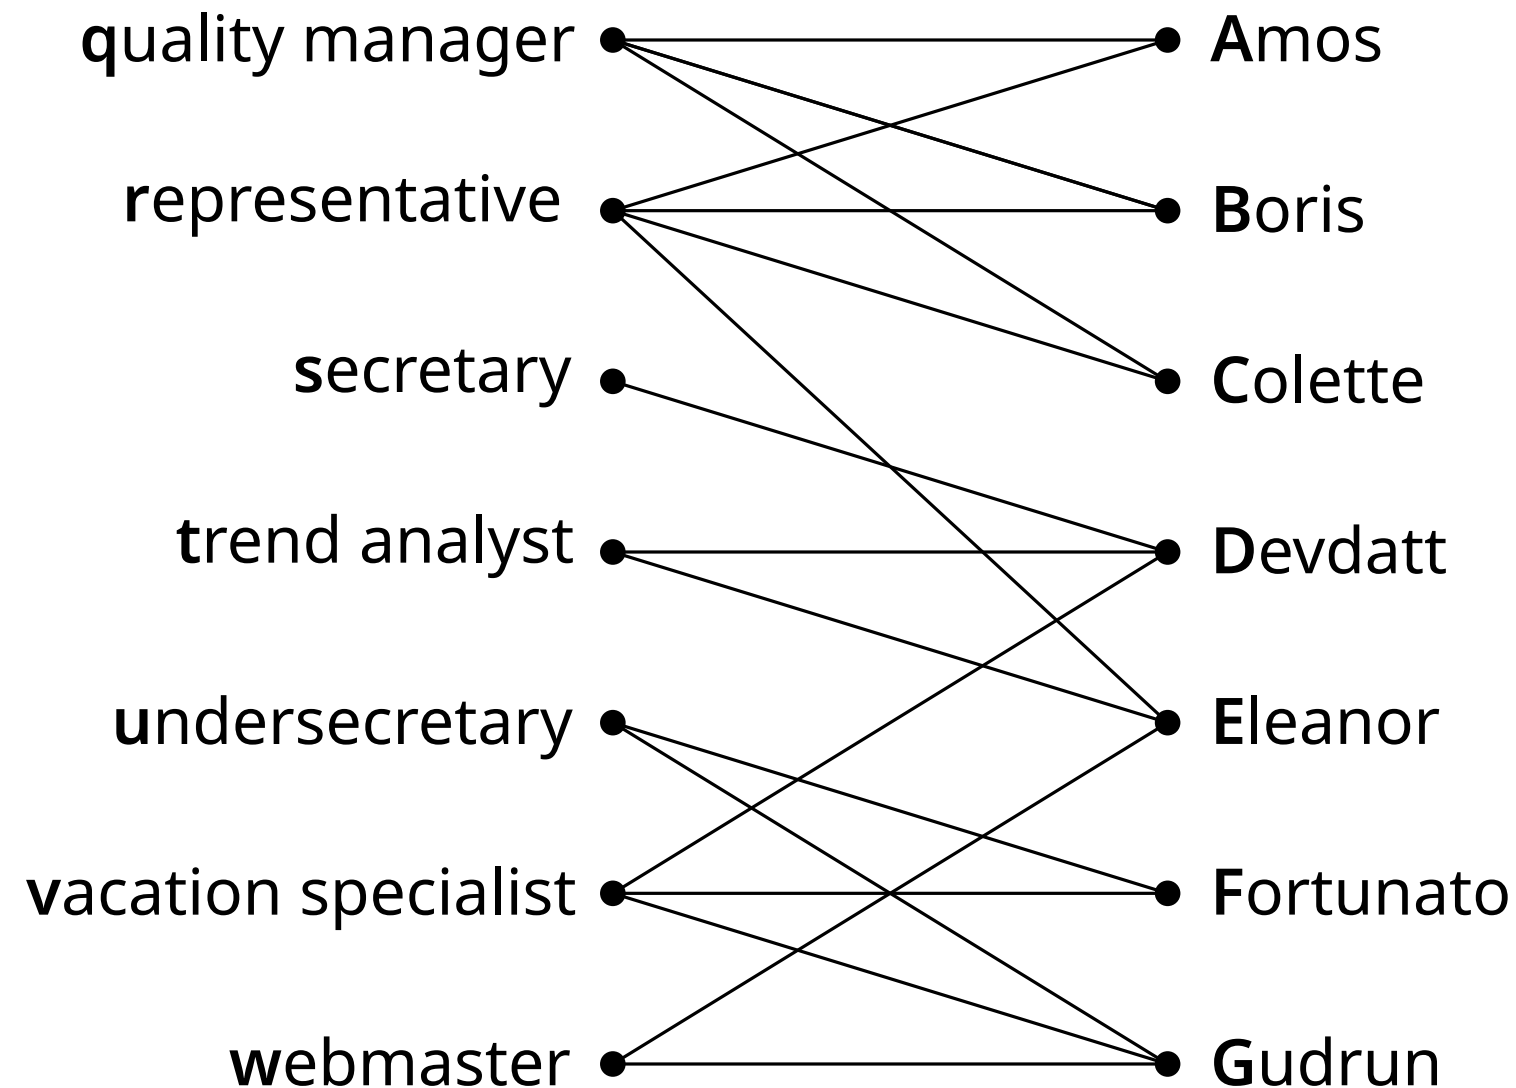 quality manager
Amos
representative
Boris
secretary
Colette
trend analyst
Devdatt
undersecretary
Eleanor
vacation specialist
Fortunato
webmaster
Gudrun